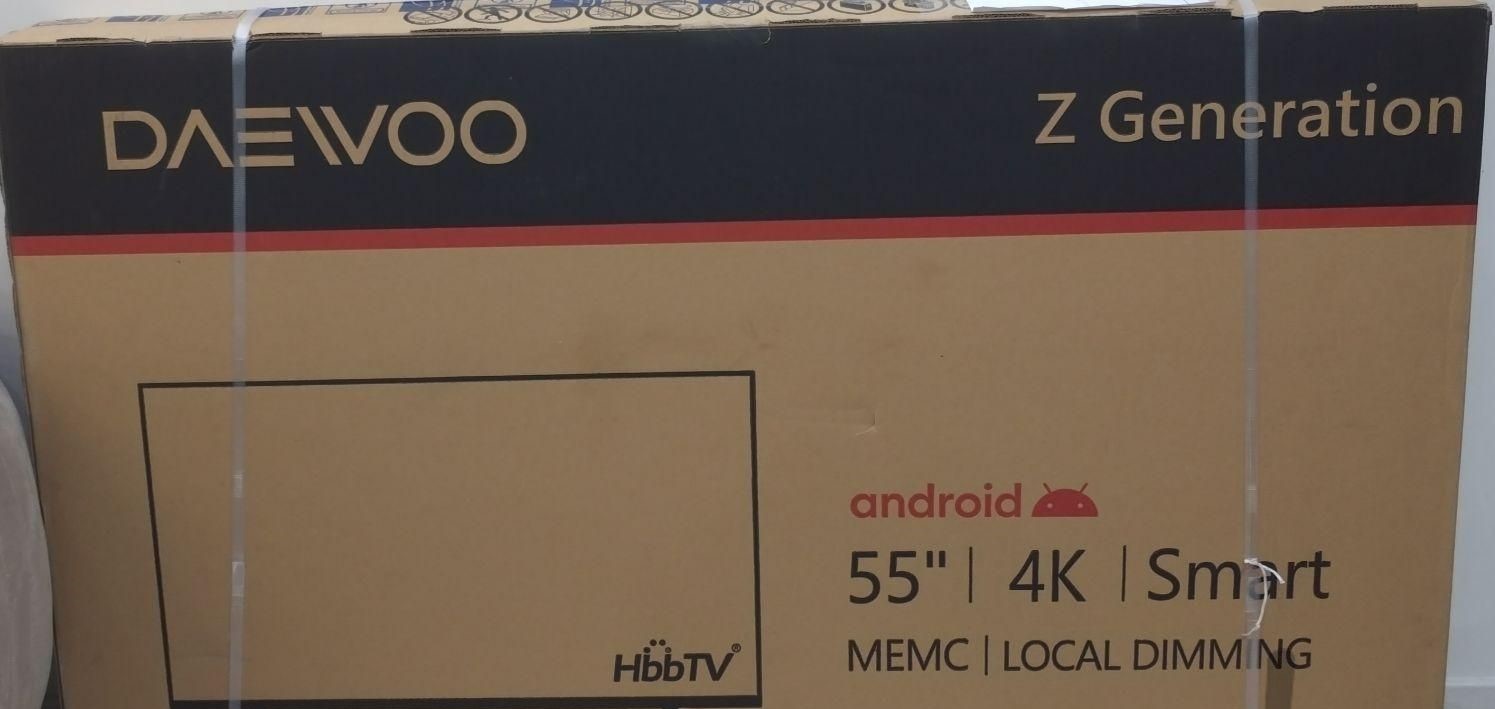 DAEWOO
Z Generation
android
55" | 4K | Smart
MEMC | LOCAL DIMMING
HbbTV®